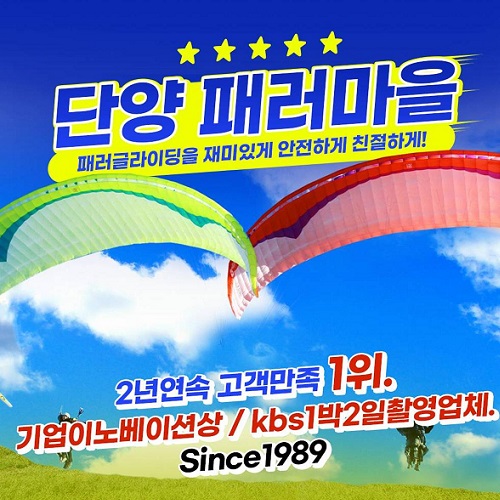 단양 패러마을
패러글라이딩을 재미있게 안전하게 친절하게!
2년연속 고객만족 1위.
기업이노베이션상 / kbs1박2일촬영업체.
Since1989